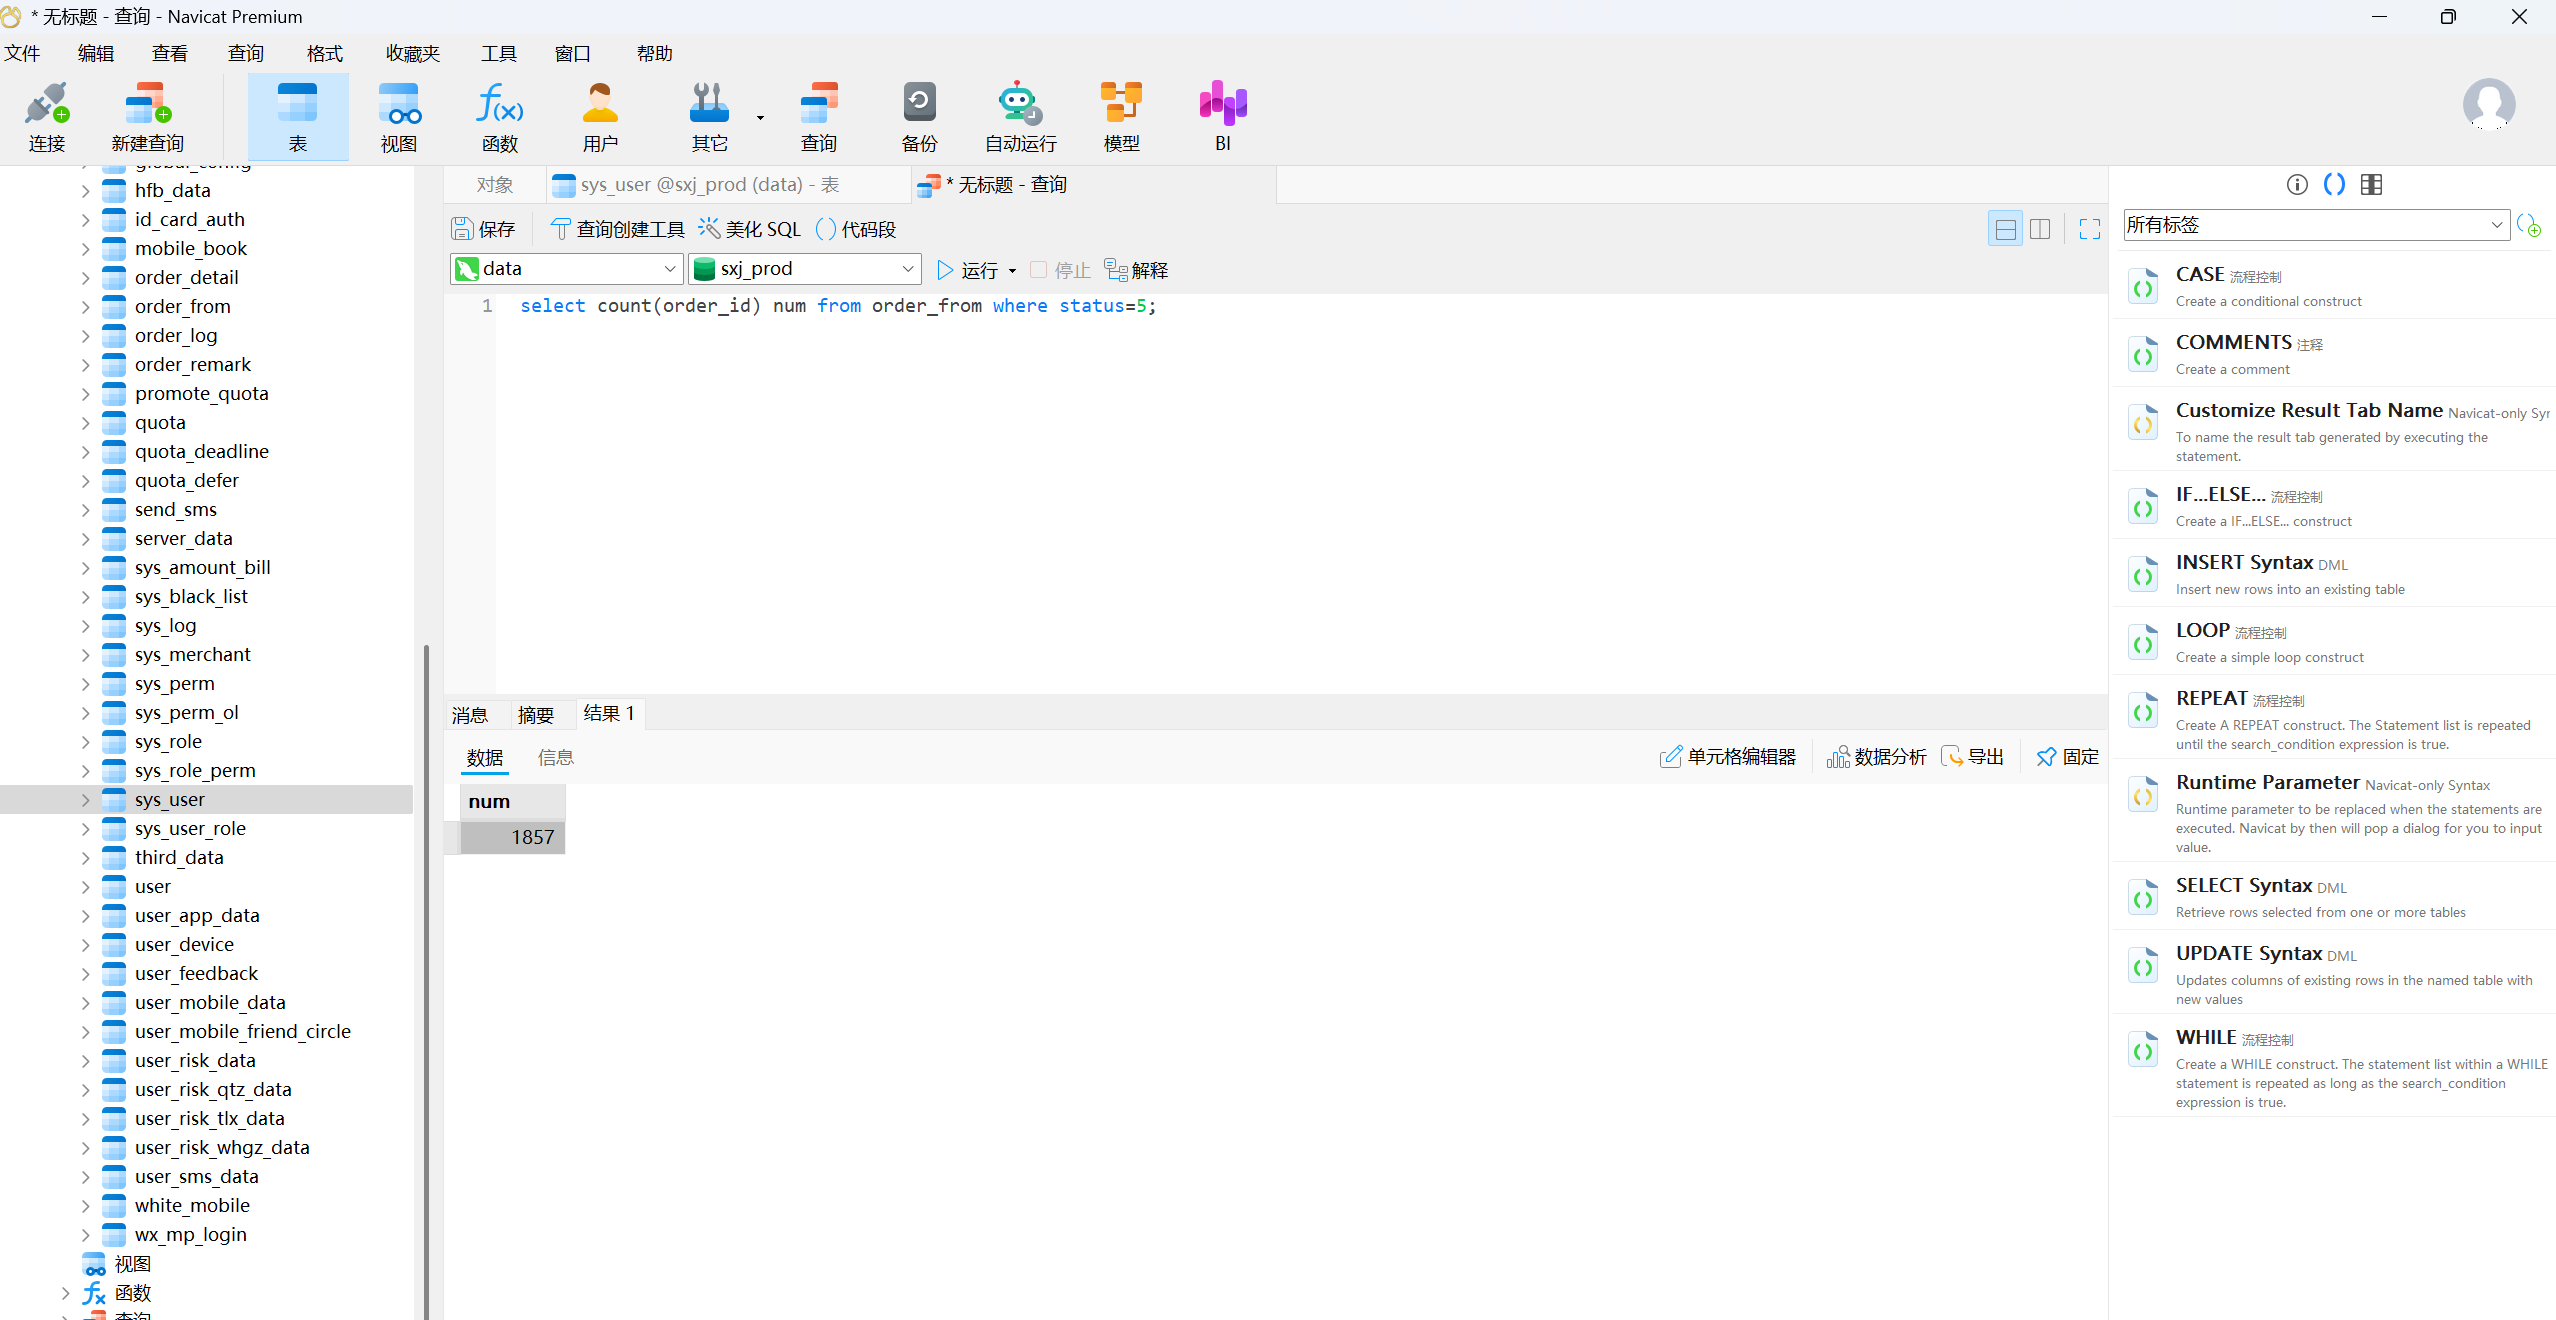 * 无标题 - 查询 - Navicat Premium
文件 编辑 查看 查询 格式 收藏夹 工具 窗口 帮助
连接 新建查询 表 视图 函数 用户 其它 查询 备份 自动运行 模型 BI
global_config
hfb_data
id_card_auth
mobile_book
order_detail
order_from
order_log
order_remark
promote_quota
quota
quota_deadline
quota_defer
send_sms
server_data
sys_amount_bill
sys_black_list
sys_log
sys_merchant
sys_perm
sys_perm_ol
sys_role
sys_role_perm
sys_user
sys_user_role
third_data
user
user_app_data
user_device
user_feedback
user_mobile_data
user_mobile_friend_circle
user_risk_data
user_risk_qtz_data
user_risk_tlx_data
user_risk_whgz_data
user_sms_data
white_mobile
wx_mp_login
视图
函数
查询
对象 sys_user @sxj_prod (data) - 表 * 无标题 - 查询
保存 查询创建工具 美化 SQL 代码段
data sxj_prod 运行 停止 解释
1 select count(order_id) num from order_from where status=5;
消息 摘要 结果 1
数据 信息 单元格编辑器 数据分析 导出 固定
num
1857
所有标签
CASE 流程控制
Create a conditional construct
COMMENTS 注释
Create a comment
Customize Result Tab Name Navicat-only Syn
To name the result tab generated by executing the
statement.
IF...ELSE... 流程控制
Create a IF...ELSE... construct
INSERT Syntax DML
Insert new rows into an existing table
LOOP 流程控制
Create a simple loop construct
REPEAT 流程控制
Create A REPEAT construct. The Statement list is repeated
until the search_condition expression is true.
Runtime Parameter Navicat-only Syntax
Runtime parameter to be replaced when the statements are
executed. Navicat by then will pop a dialog for you to input
value.
SELECT Syntax DML
Retrieve rows selected from one or more tables
UPDATE Syntax DML
Updates columns of existing rows in the named table with
new values
WHILE 流程控制
Create a WHILE construct. The statement list within a WHILE
statement is repeated as long as the search_condition
expression is true.